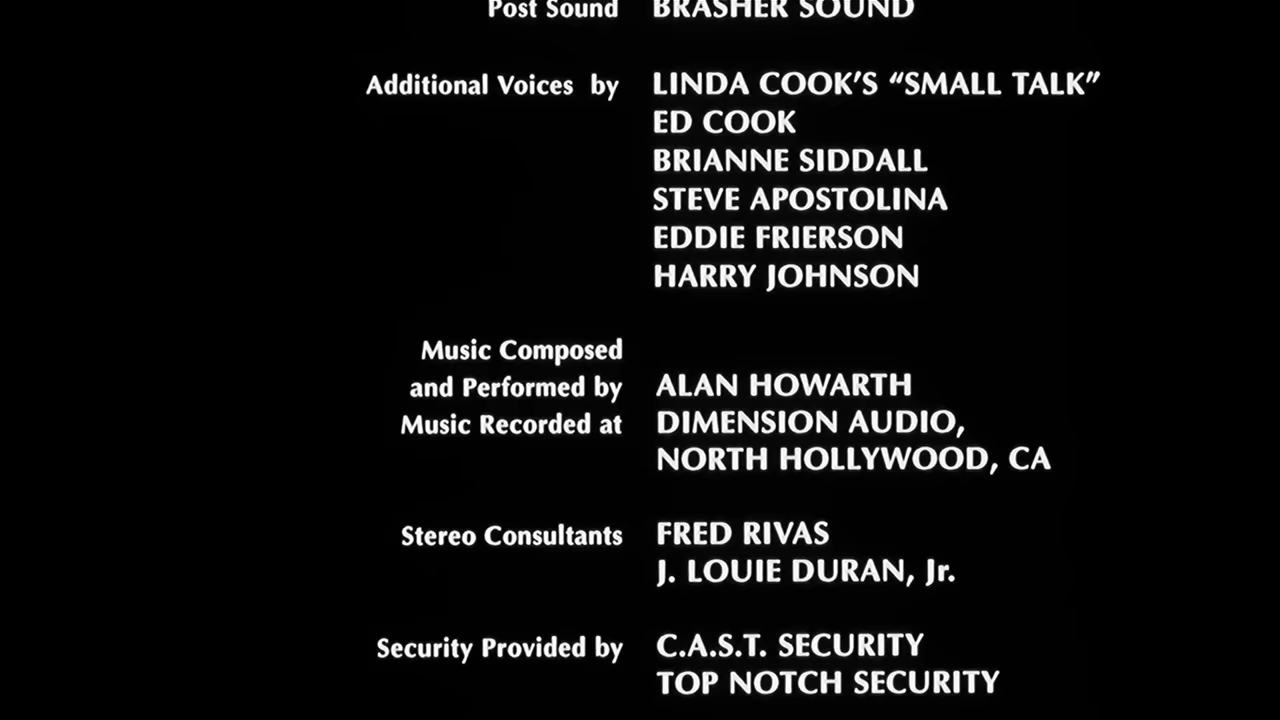 Post Sound BRASHER SOUND
Additional Voices by LINDA COOK'S “SMALL TALK”
ED COOK
BRIANNE SIDDALL
STEVE APOSTOLINA
EDDIE FRIERSON
HARRY JOHNSON
Music Composed
and Performed by ALAN HOWARTH
Music Recorded at DIMENSION AUDIO,
NORTH HOLLYWOOD, CA
Stereo Consultants FRED RIVAS
J. LOUIE DURAN, Jr.
Security Provided by C.A.S.T. SECURITY
TOP NOTCH SECURITY